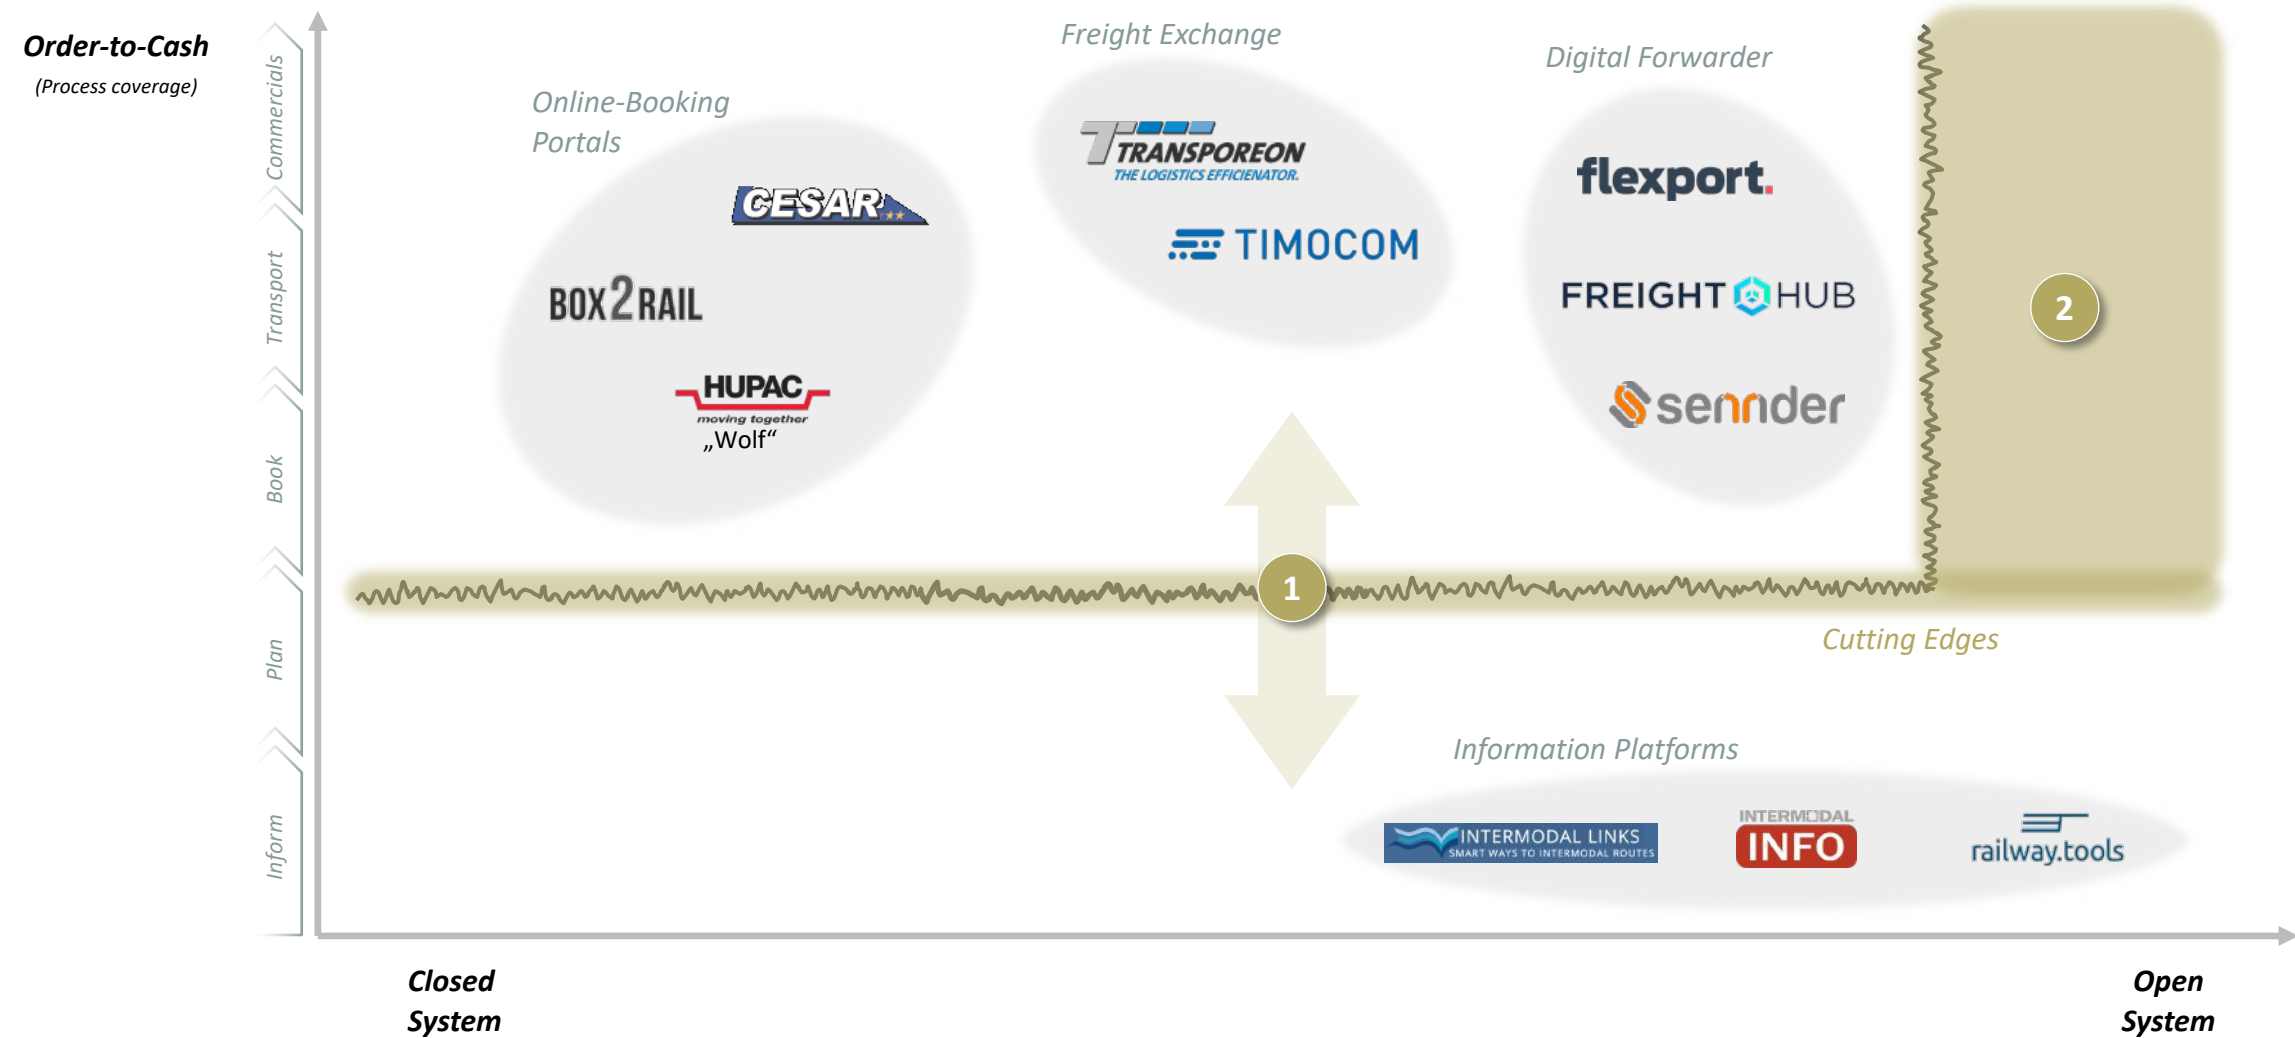 Order-to-Cash
(Process coverage)
Commercials
Transport
Book
Plan
Inform
Online-Booking
Portals
CESAR
BOX2RAIL
HUPAC
moving together
„Wolf“
Freight Exchange
TRANSPOREON
THE LOGISTICS EFFICIENATOR.
TIMOCOM
Digital Forwarder
flexport.
FREIGHT HUB
sennder
2
1
Cutting Edges
Information Platforms
INTERMODAL LINKS
SMART WAYS TO INTERMODAL ROUTES
INTERMODAL
INFO
railway.tools
Closed
System
Open
System